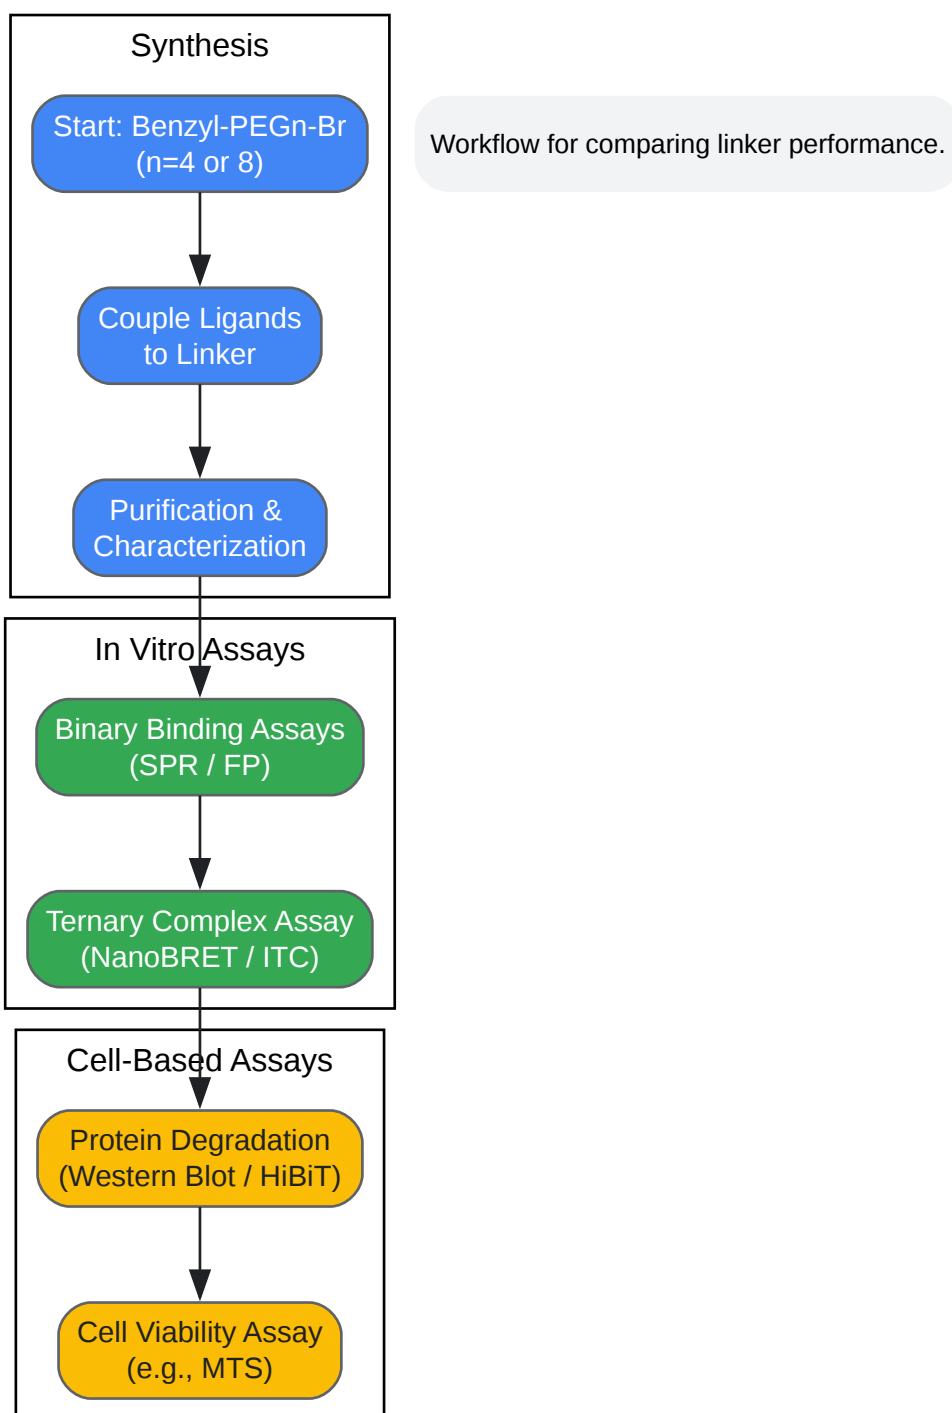 Synthesis
Start: Benzyl-PEGn-Br
(n=4 or 8)
Workflow for comparing linker performance.
Couple Ligands
to Linker
Purification &
Characterization
In Vitro Assays
Binary Binding Assays
(SPR / FP)
Ternary Complex Assay
(NanoBRET / ITC)
Cell-Based Assays
Protein Degradation
(Western Blot / HiBiT)
Cell Viability Assay
(e.g., MTS)